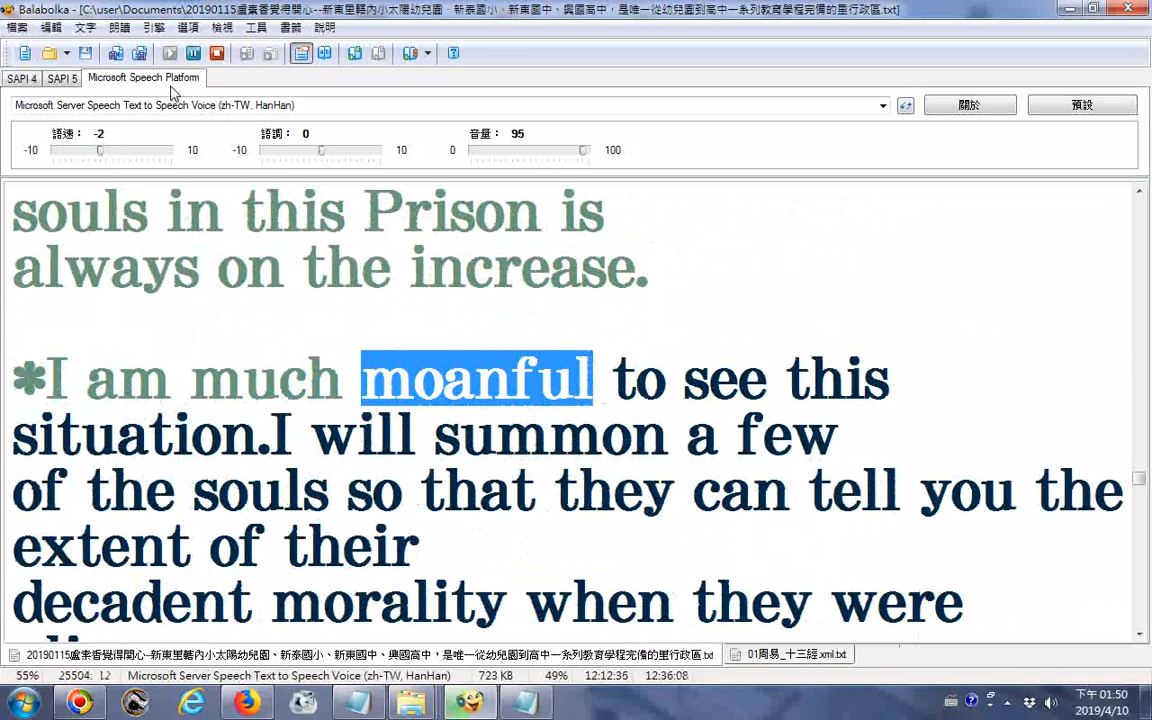 Balabolka - [C:\user\Documents\20190115盧素香覺得開心--新東里轄內小太陽幼兒園、新泰國小、新東國中、興國高中，是唯一從幼兒園到高中一系列教育學程完備的里行政區.txt]
檔案 編輯 文字 朗讀 引擎 選項 檢視 工具 書籤 說明
SAPI 4 SAPI 5 Microsoft Speech Platform
Microsoft Server Speech Text to Speech Voice (zh-TW, HanHan) 關於 預設
語速： -2 語調： 0 音量： 95
-10 10 -10 10 0 100
souls in this Prison is
always on the increase.
✽I am much moanful to see this
situation.I will summon a few
of the souls so that they can tell you the
extent of their
decadent morality when they were
20190115盧素香覺得開心--新東里轄內小太陽幼兒園、新泰國小、新東國中、興國高中，是唯一從幼兒園到高中一系列教育學程完備的里行政區.txt 01周易_十三經.xml.txt
55% 25504: 12 Microsoft Server Speech Text to Speech Voice (zh-TW, HanHan) 723 KB 49% 12:12:36 12:36:08
下午 01:50
2019/4/10